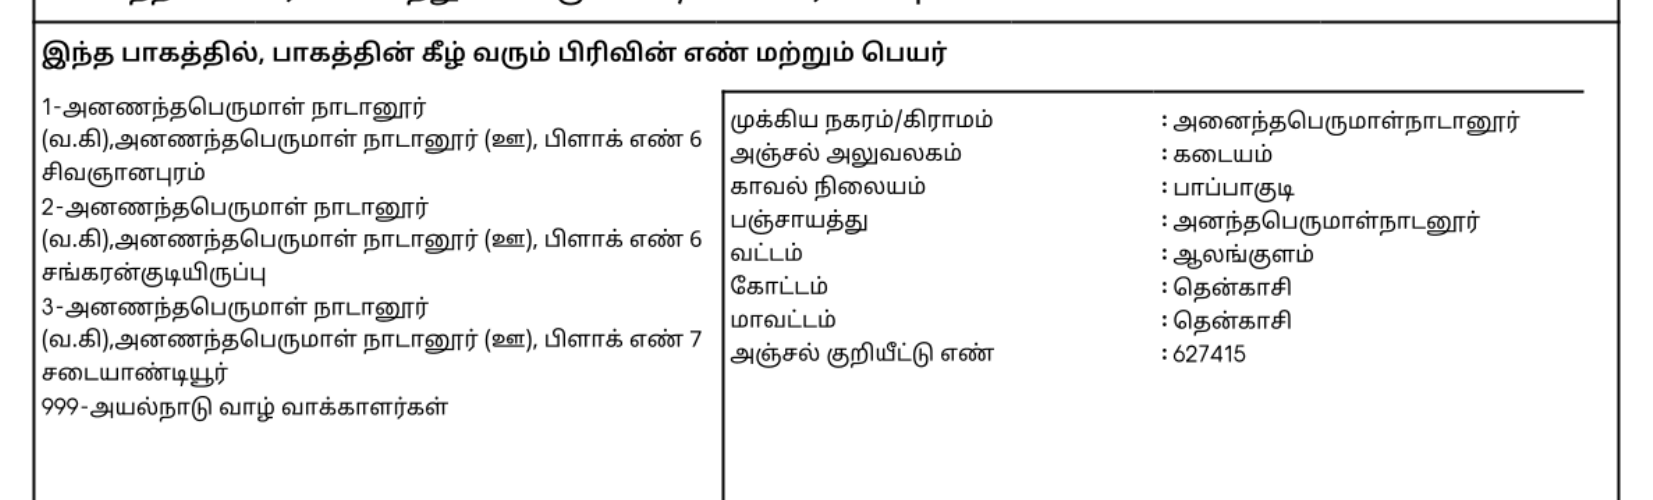 இந்த பாகத்தில், பாகத்தின் கீழ் வரும் பிரிவின் எண் மற்றும் பெயர்
1-அனணந்தபெருமாள் நாடானூர்
(வ.கி),அனணந்தபெருமாள் நாடானூர் (ஊ), பிளாக் எண் 6
சிவஞானபுரம்
2-அனணந்தபெருமாள் நாடானூர்
(வ.கி),அனணந்தபெருமாள் நாடானூர் (ஊ), பிளாக் எண் 6
சங்கரன்குடியிருப்பு
3-அனணந்தபெருமாள் நாடானூர்
(வ.கி),அனணந்தபெருமாள் நாடானூர் (ஊ), பிளாக் எண் 7
சடையாண்டியூர்
999-அயல்நாடு வாழ் வாக்காளர்கள்
முக்கிய நகரம்/கிராமம் : அனைந்தபெருமாள்நாடானூர்
அஞ்சல் அலுவலகம் : கடையம்
காவல் நிலையம் : பாப்பாகுடி
பஞ்சாயத்து : அனந்தபெருமாள்நாடனூர்
வட்டம் : ஆலங்குளம்
கோட்டம் : தென்காசி
மாவட்டம் : தென்காசி
அஞ்சல் குறியீட்டு எண் : 627415